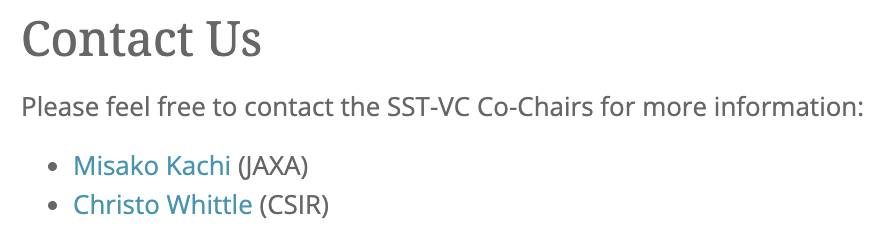 Contact Us
Please feel free to contact the SST-VC Co-Chairs for more information:
• Misako Kachi (JAXA)
• Christo Whittle (CSIR)